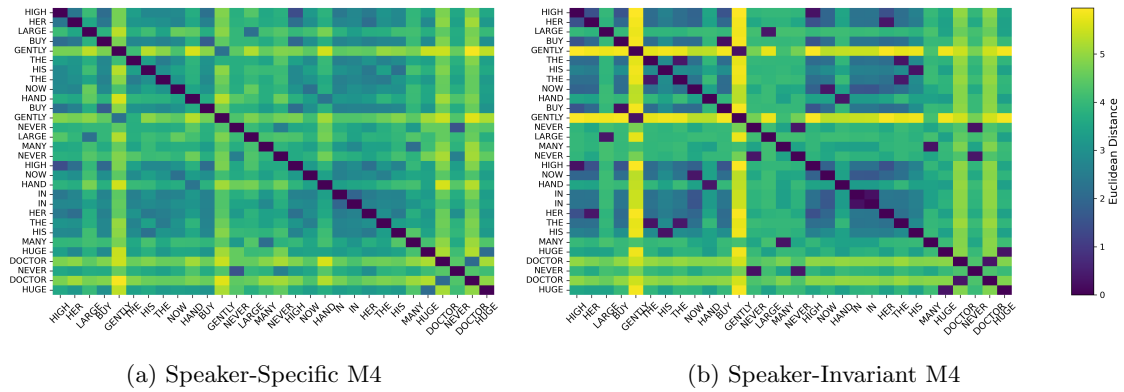 HIGH
HER
LARGE
BUY
GENTLY
THE
HIS
THE
NOW
HAND
BUY
GENTLY
NEVER
LARGE
MANY
NEVER
HIGH
NOW
HAND
IN
IN
HER
THE
HIS
MANY
HUGE
DOCTOR
NEVER
DOCTOR
HUGE
HIGH HER LARGE BUY GENTLY THE HIS THE NOW HAND BUY GENTLY NEVER LARGE MANY NEVER HIGH NOW HAND IN IN HER THE HIS MANY HUGE DOCTOR NEVER DOCTOR HUGE
(a) Speaker-Specific M4
HIGH
HER
LARGE
BUY
GENTLY
THE
HIS
THE
NOW
HAND
BUY
GENTLY
NEVER
LARGE
MANY
NEVER
HIGH
NOW
HAND
IN
IN
HER
THE
HIS
MANY
HUGE
DOCTOR
NEVER
DOCTOR
HUGE
HIGH HER LARGE BUY GENTLY THE HIS THE NOW HAND BUY GENTLY NEVER LARGE MANY NEVER HIGH NOW HAND IN IN HER THE HIS MANY HUGE DOCTOR NEVER DOCTOR HUGE
(b) Speaker-Invariant M4
5
4
3
2
1
0
Euclidean Distance